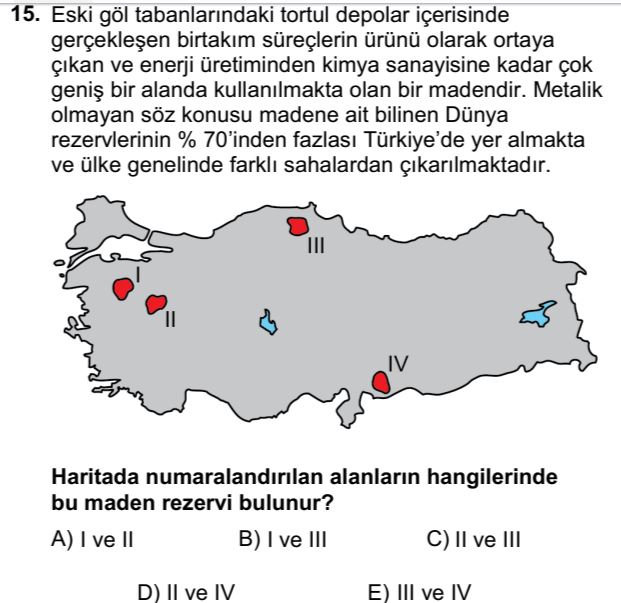 15. Eski göl tabanlarındaki tortul depolar içerisinde
gerçekleşen birtakım süreçlerin ürünü olarak ortaya
çıkan ve enerji üretiminden kimya sanayisine kadar çok
geniş bir alanda kullanılmakta olan bir madendir. Metalik
olmayan söz konusu madene ait bilinen Dünya
rezervlerinin % 70’inden fazlası Türkiye’de yer almakta
ve ülke genelinde farklı sahalardan çıkarılmaktadır.
III
I
II
IV
Haritada numaralandırılan alanların hangilerinde
bu maden rezervi bulunur?
A) I ve II B) I ve III C) II ve III
D) II ve IV E) III ve IV